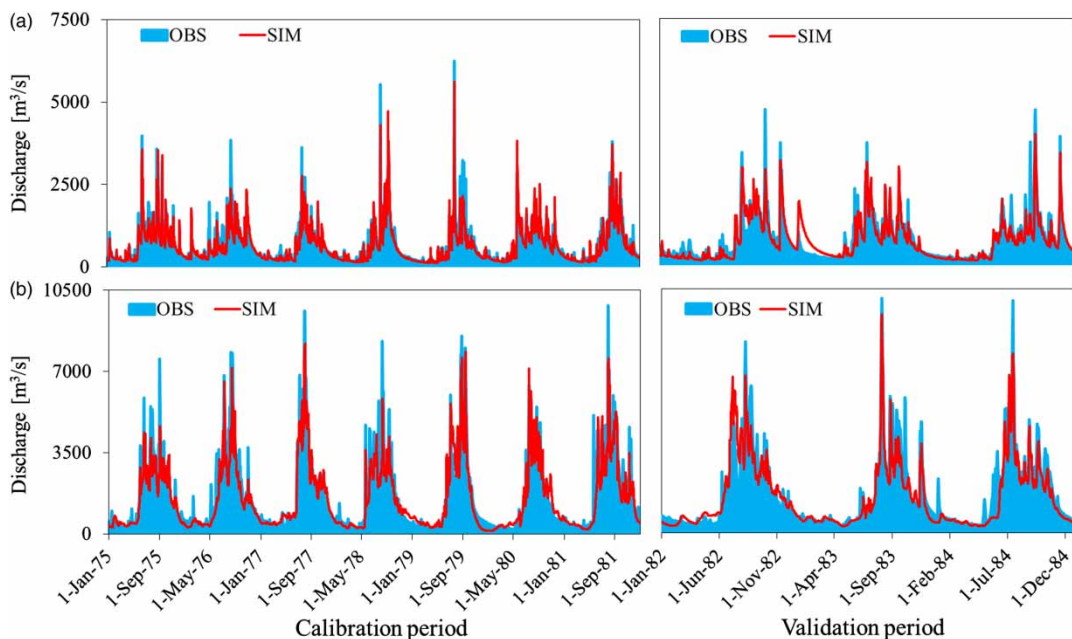 (a)
7500
5000
2500
0
Discharge [m³/s]
OBS SIM
OBS SIM
(b)
10500
7000
3500
0
Discharge [m³/s]
OBS SIM
OBS SIM
1-Jan-75
1-Sep-75
1-May-76
1-Jan-77
1-Sep-77
1-May-78
1-Jan-79
1-Sep-79
1-May-80
1-Jan-81
1-Sep-81
1-Jan-82
1-Jun-82
1-Nov-82
1-Apr-83
1-Sep-83
1-Feb-84
1-Jul-84
1-Dec-84
Calibration period
Validation period